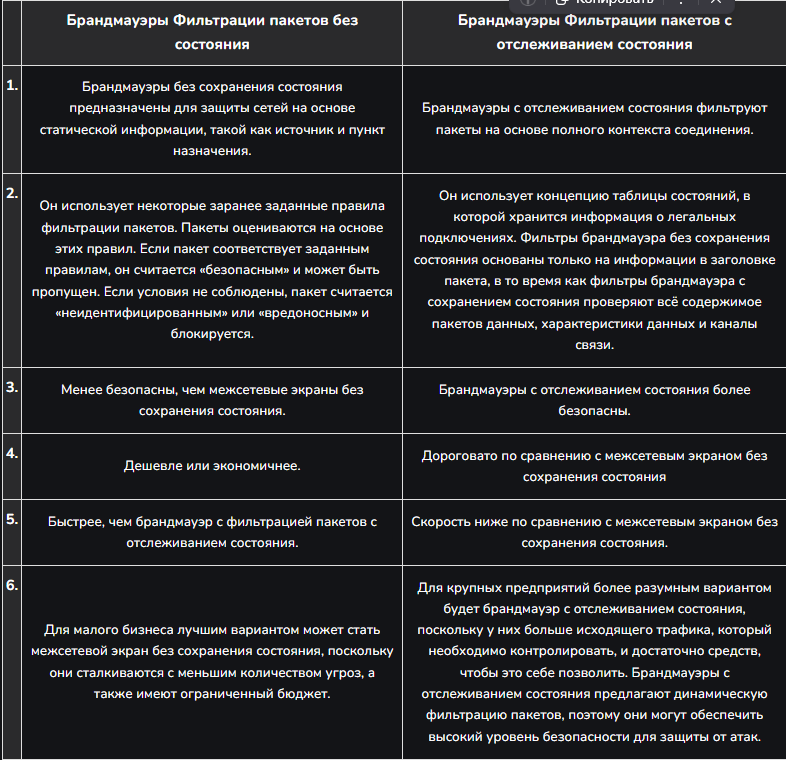 Копировать
Брандмауэры Фильтрации пакетов без
состояния
Брандмауэры Фильтрации пакетов с
отслеживанием состояния
1.
Брандмауэры без сохранения состояния
предназначены для защиты сетей на основе
статической информации, такой как источник и пункт
назначения.
Брандмауэры с отслеживанием состояния фильтруют
пакеты на основе полного контекста соединения.
2.
Он использует некоторые заранее заданные правила
фильтрации пакетов. Пакеты оцениваются на основе
этих правил. Если пакет соответствует заданным
правилам, он считается «безопасным» и может быть
пропущен. Если условия не соблюдены, пакет считается
«неидентифицированным» или «вредоносным» и
блокируется.
Он использует концепцию таблицы состояний, в
которой хранится информация о легальных
подключениях. Фильтры брандмауэра без сохранения
состояния основаны только на информации в заголовке
пакета, в то время как фильтры брандмауэра с
сохранением состояния проверяют всё содержимое
пакетов данных, характеристики данных и каналы
связи.
3.
Менее безопасны, чем межсетевые экраны без
сохранения состояния.
Брандмауэры с отслеживанием состояния более
безопасны.
4.
Дешевле или экономичнее.
Дороговато по сравнению с межсетевым экраном без
сохранения состояния
5.
Быстрее, чем брандмауэр с фильтрацией пакетов с
отслеживанием состояния.
Скорость ниже по сравнению с межсетевым экраном без
сохранения состояния.
6.
Для малого бизнеса лучшим вариантом может стать
межсетевой экран без сохранения состояния, поскольку
они сталкиваются с меньшим количеством угроз, а
также имеют ограниченный бюджет.
Для крупных предприятий более разумным вариантом
будет брандмауэр с отслеживанием состояния,
поскольку у них больше исходящего трафика, который
необходимо контролировать, и достаточно средств,
чтобы это себе позволить. Брандмауэры с
отслеживанием состояния предлагают динамическую
фильтрацию пакетов, поэтому они могут обеспечить
высокий уровень безопасности для защиты от атак.